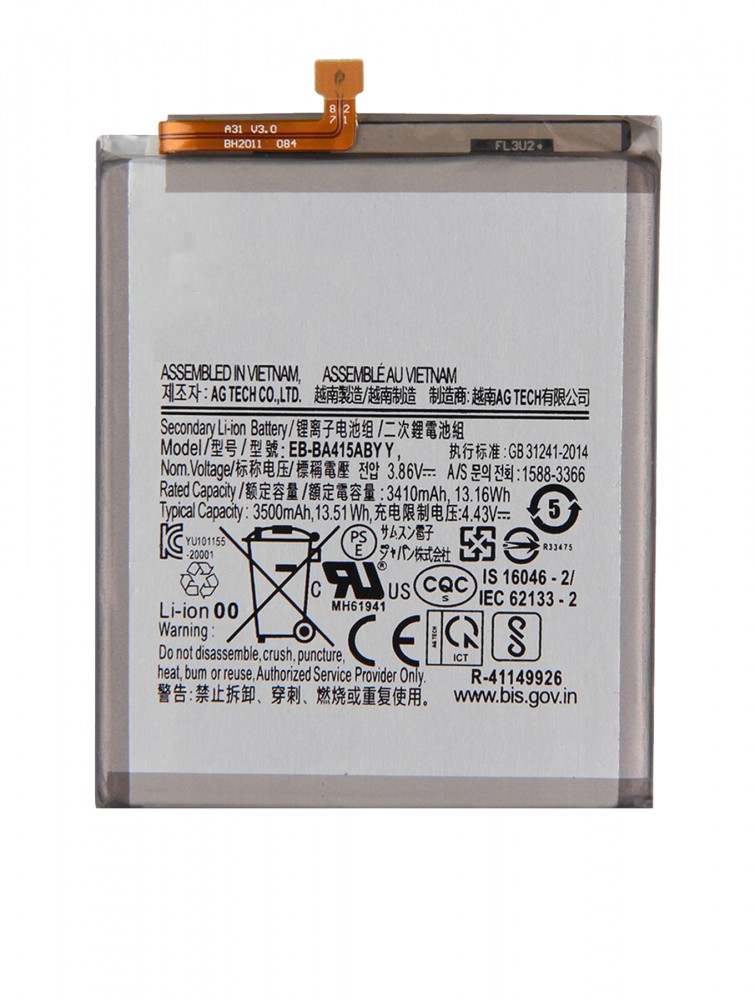 8 2
A31 V3.0 7 1
BH2011 084
FL3U2
ASSEMBLED IN VIETNAM, ASSEMBLÉ AU VIETNAM
제조자: AG TECH CO.,LTD. 越南製造/越南制造 制造商: 越南AG TECH有限公司
Secondary Li-ion Battery/锂离子电池组/二次鋰電池組
Model/型号/型號: EB-BA415ABY Y, 执行标准: GB 31241-2014
Nom.Voltage/标称电压/標稱電壓 전압 3.86V⎓ A/S 문의 전화: 1588-3366
Rated Capacity/额定容量/額定容量: 3410mAh, 13.16Wh
Typical Capacity: 3500mAh,13.51Wh,充电限制电压: 4.43V⎓
5
YU101155
-20001
PS
E
サムスン電子
ジャパン株式会社
R33475
C UR US
MH61941
CQC
S
IS 16046 - 2/
IEC 62133 - 2
Li-ion 00
CE
AG TECH
ICT
Warning :
Do not disassemble, crush, puncture,
heat, burn or reuse, Authorized Service Provider Only.
警告: 禁止拆卸、穿刺、燃烧或重复使用。
R-41149926
www.bis.gov.in